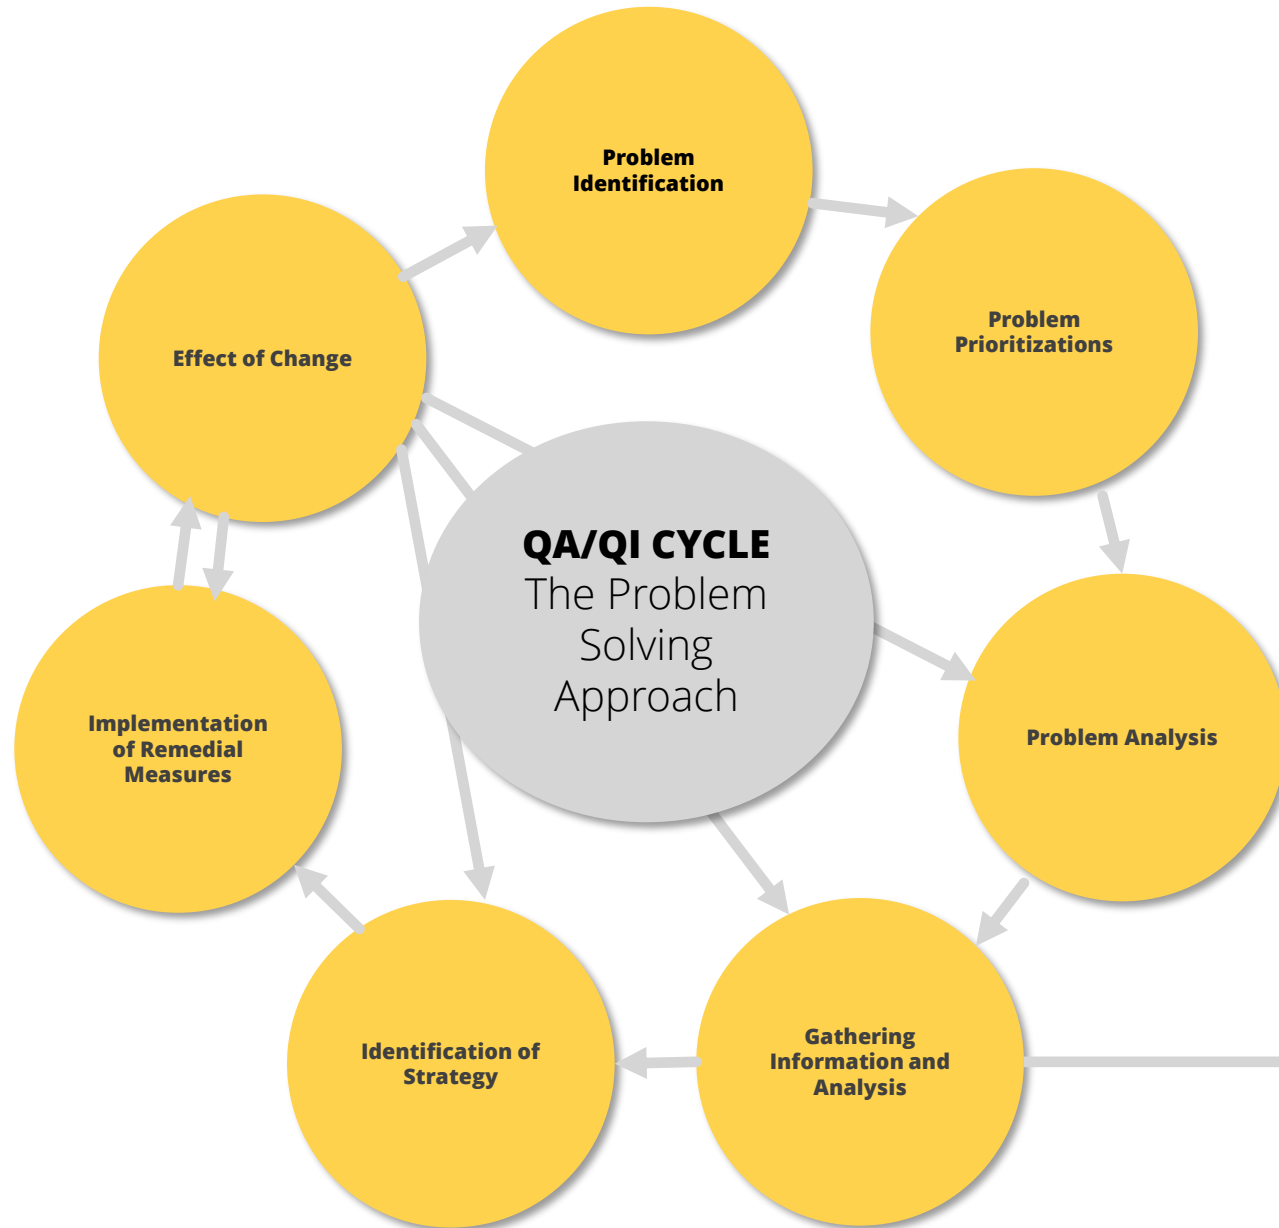 Problem
Identification
Problem
Prioritizations
Effect of Change
QA/QI CYCLE
The Problem
Solving
Approach
Implementation
of Remedial
Measures
Problem Analysis
Identification of
Strategy
Gathering
Information and
Analysis